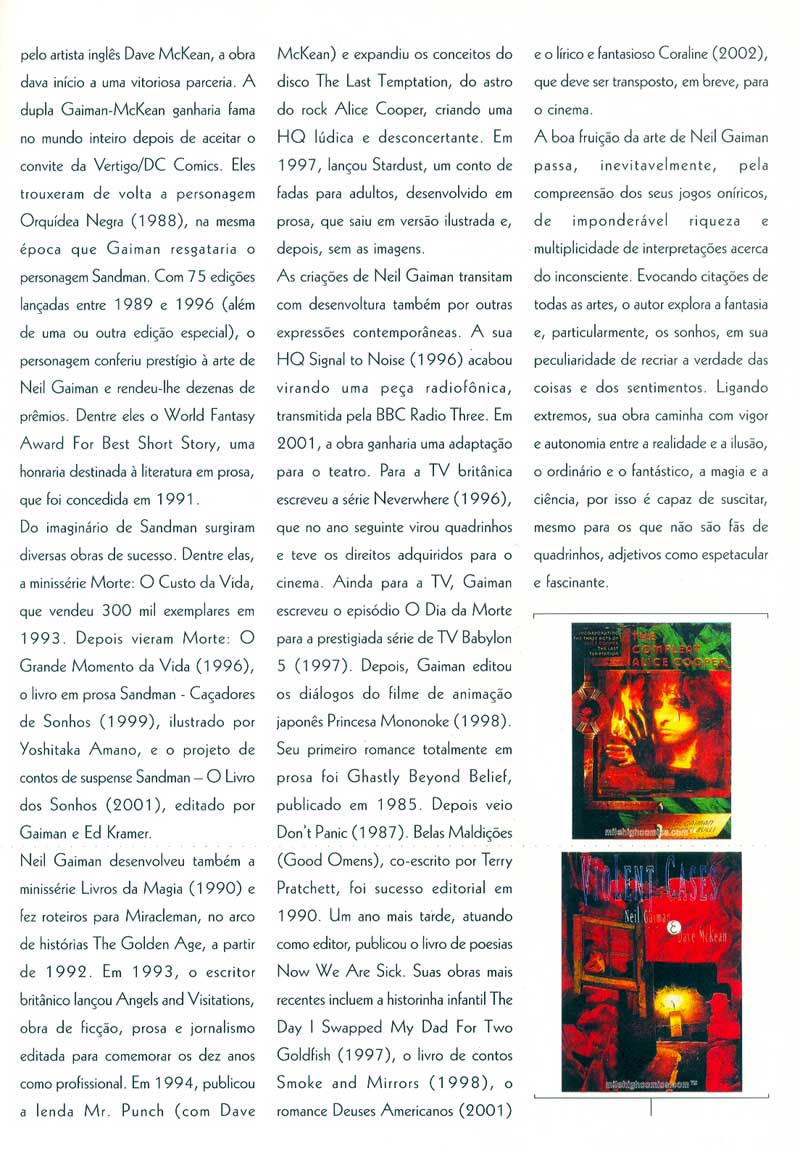 pelo artista inglês Dave McKean, a obra
dava início a uma vitoriosa parceria. A
dupla Gaiman-McKean ganharia fama
no mundo inteiro depois de aceitar o
convite da Vertigo/DC Comics. Eles
trouxeram de volta a personagem
Orquídea Negra (1988), na mesma
época que Gaiman resgataria o
personagem Sandman. Com 75 edições
lançadas entre 1989 e 1996 (além
de uma ou outra edição especial), o
personagem conferiu prestígio à arte de
Neil Gaiman e rendeu-lhe dezenas de
prêmios. Dentre eles o World Fantasy
Award For Best Short Story, uma
honraria destinada à literatura em prosa,
que foi concedida em 1991.
Do imaginário de Sandman surgiram
diversas obras de sucesso. Dentre elas,
a minissérie Morte: O Custo da Vida,
que vendeu 300 mil exemplares em
1993. Depois vieram Morte: O
Grande Momento da Vida (1996),
o livro em prosa Sandman - Caçadores
de Sonhos (1999), ilustrado por
Yoshitaka Amano, e o projeto de
contos de suspense Sandman – O Livro
dos Sonhos (2001), editado por
Gaiman e Ed Kramer.
Neil Gaiman desenvolveu também a
minissérie Livros da Magia (1990) e
fez roteiros para Miracleman, no arco
de histórias The Golden Age, a partir
de 1992. Em 1993, o escritor
britânico lançou Angels and Visitations,
obra de ficção, prosa e jornalismo
editada para comemorar os dez anos
como profissional. Em 1994, publicou
a lenda Mr. Punch (com Dave
McKean) e expandiu os conceitos do
disco The Last Temptation, do astro
do rock Alice Cooper, criando uma
HQ lúdica e desconcertante. Em
1997, lançou Stardust, um conto de
fadas para adultos, desenvolvido em
prosa, que saiu em versão ilustrada e,
depois, sem as imagens.
As criações de Neil Gaiman transitam
com desenvoltura também por outras
expressões contemporâneas. A sua
HQ Signal to Noise (1996) acabou
virando uma peça radiofônica,
transmitida pela BBC Radio Three. Em
2001, a obra ganharia uma adaptação
para o teatro. Para a TV britânica
escreveu a série Neverwhere (1996),
que no ano seguinte virou quadrinhos
e teve os direitos adquiridos para o
cinema. Ainda para a TV, Gaiman
escreveu o episódio O Dia da Morte
para a prestigiada série de TV Babylon
5 (1997). Depois, Gaiman editou
os diálogos do filme de animação
japonês Princesa Mononoke (1998).
Seu primeiro romance totalmente em
prosa foi Ghastly Beyond Belief,
publicado em 1985. Depois veio
Don't Panic (1987). Belas Maldições
(Good Omens), co-escrito por Terry
Pratchett, foi sucesso editorial em
1990. Um ano mais tarde, atuando
como editor, publicou o livro de poesias
Now We Are Sick. Suas obras mais
recentes incluem a historinha infantil The
Day I Swapped My Dad For Two
Goldfish (1997), o livro de contos
Smoke and Mirrors (1998), o
romance Deuses Americanos (2001)
e o lírico e fantasioso Coraline (2002),
que deve ser transposto, em breve, para
o cinema.
A boa fruição da arte de Neil Gaiman
passa, inevitavelmente, pela
compreensão dos seus jogos oníricos,
de imponderável riqueza e
multiplicidade de interpretações acerca
do inconsciente. Evocando citações de
todas as artes, o autor explora a fantasia
e, particularmente, os sonhos, em sua
peculiaridade de recriar a verdade das
coisas e dos sentimentos. Ligando
extremos, sua obra caminha com vigor
e autonomia entre a realidade e a ilusão,
o ordinário e o fantástico, a magia e a
ciência, por isso é capaz de suscitar,
mesmo para os que não são fãs de
quadrinhos, adjetivos como espetacular
e fascinante.
INCORPORATING
THE THREE ACTS OF
ALICE COOPER
THE LAST
TEMPTATION
THE
COMPLEAT
ALICE COOPER
GAIMAN
ZULLI
milehighcomics.com™
VIOLENT CASES
Neil Gaiman
&
Dave McKean
milehighcomics.com™